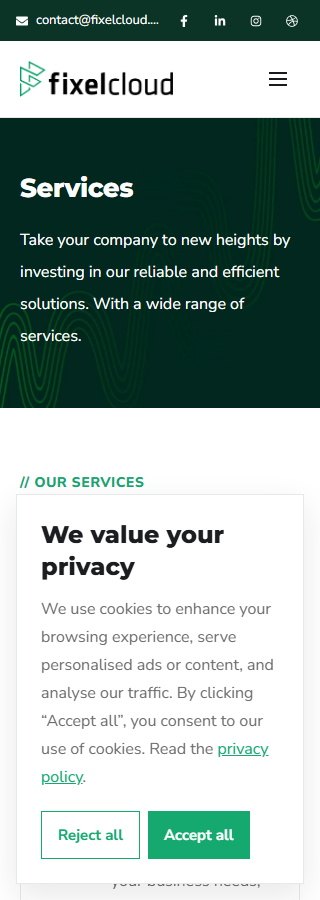 contact@fixelcloud....
fixelcloud
Services
Take your company to new heights by
investing in our reliable and efficient
solutions. With a wide range of
services.
// OUR SERVICES
We value your
privacy
We use cookies to enhance your
browsing experience, serve
personalised ads or content, and
analyse our traffic. By clicking
“Accept all”, you consent to our
use of cookies. Read the privacy
policy.
Reject all Accept all
your business needs,